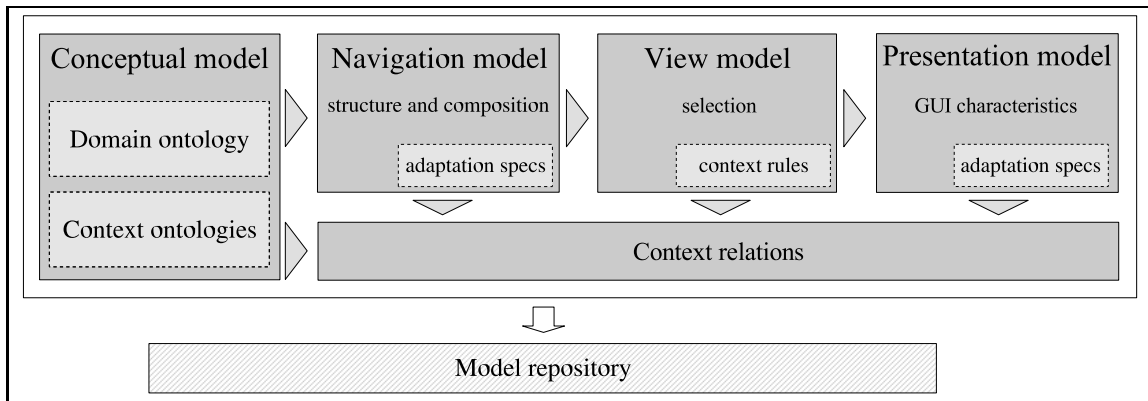 Conceptual model
Domain ontology
Context ontologies
Navigation model
structure and composition
adaptation specs
View model
selection
context rules
Presentation model
GUI characteristics
adaptation specs
Context relations
Model repository